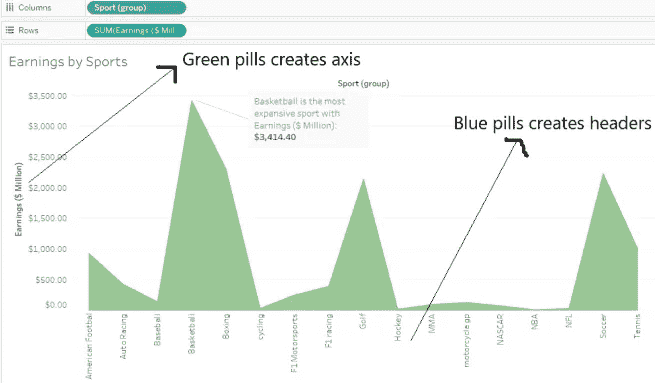 Columns
Sport (group)
Rows
SUM(Earnings ($ Mill
Earnings by Sports
Green pills creates axis
Sport (group)
Basketball is the most
expensive sport with
Earnings ($ Million):
$3,414.40
Blue pills creates headers
Earnings ($ Million)
$3,500.00
$3,000.00
$2,500.00
$2,000.00
$1,500.00
$1,000.00
$500.00
$0.00
American Footbal
Auto Racing
Baseball
Basketball
Boxing
cycling
F1 Motorsports
F1 racing
Golf
Hockey
MMA
motorcycle gp
NASCAR
NBA
NFL
Soccer
Tennis